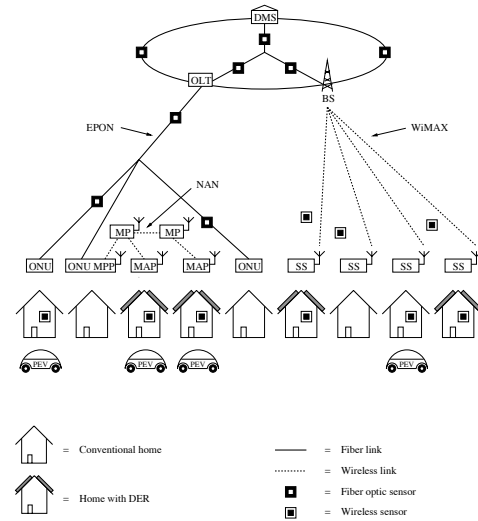 DMS
OLT
BS
EPON
WiMAX
NAN
MP MP
ONU ONU MPP MAP MAP ONU SS SS SS SS
PEV PEV PEV PEV
= Conventional home
= Home with DER
= Fiber link
= Wireless link
= Fiber optic sensor
= Wireless sensor